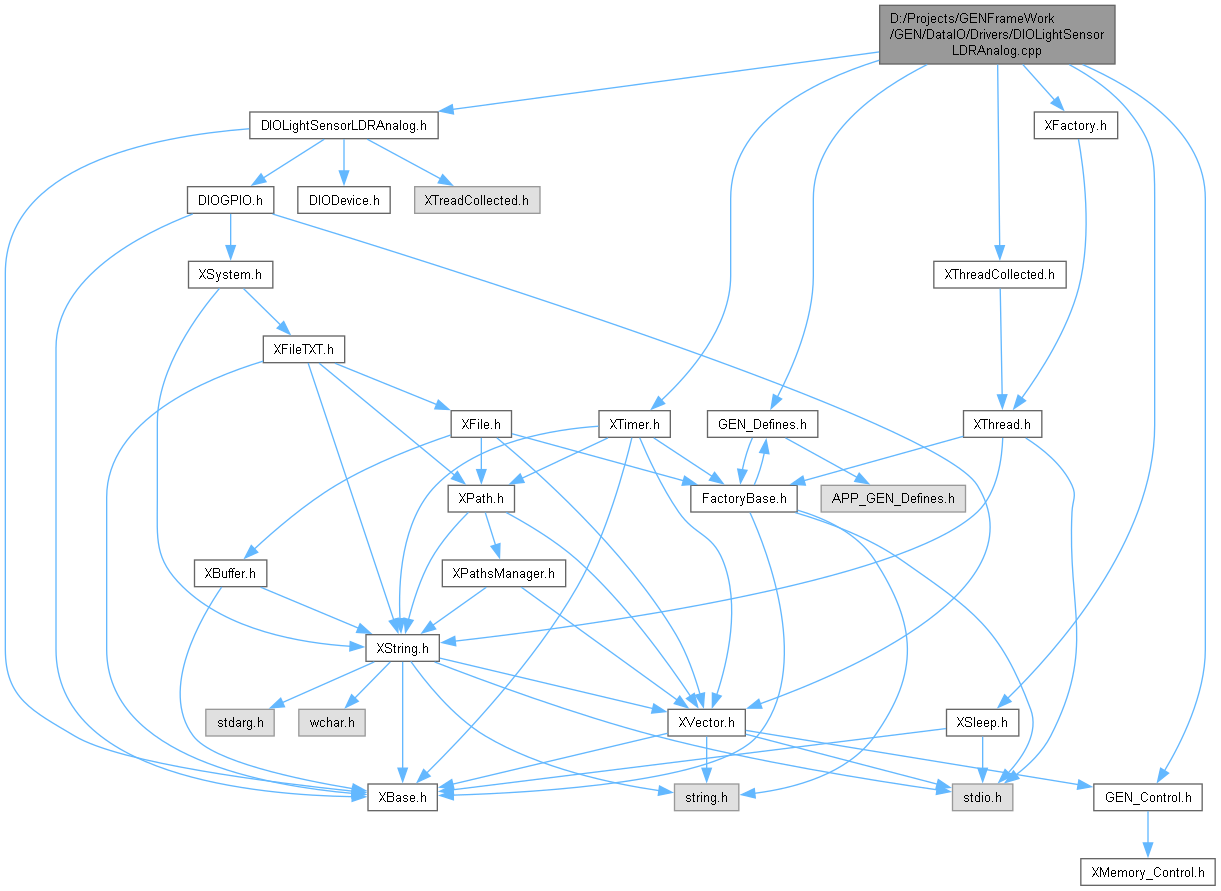 D:/Projects/GENFrameWork
/GEN/DataIO/Drivers/DIOLightSensor
LDRAnalog.cpp
DIOLightSensorLDRAnalog.h
XFactory.h
DIOGPIO.h
DIODevice.h
XTreadCollected.h
XSystem.h
XThreadCollected.h
XFileTXT.h
XFile.h
XTimer.h
GEN_Defines.h
XThread.h
XPath.h
FactoryBase.h
APP_GEN_Defines.h
XBuffer.h
XPathsManager.h
XString.h
stdarg.h
wchar.h
XVector.h
XSleep.h
XBase.h
string.h
stdio.h
GEN_Control.h
XMemory_Control.h